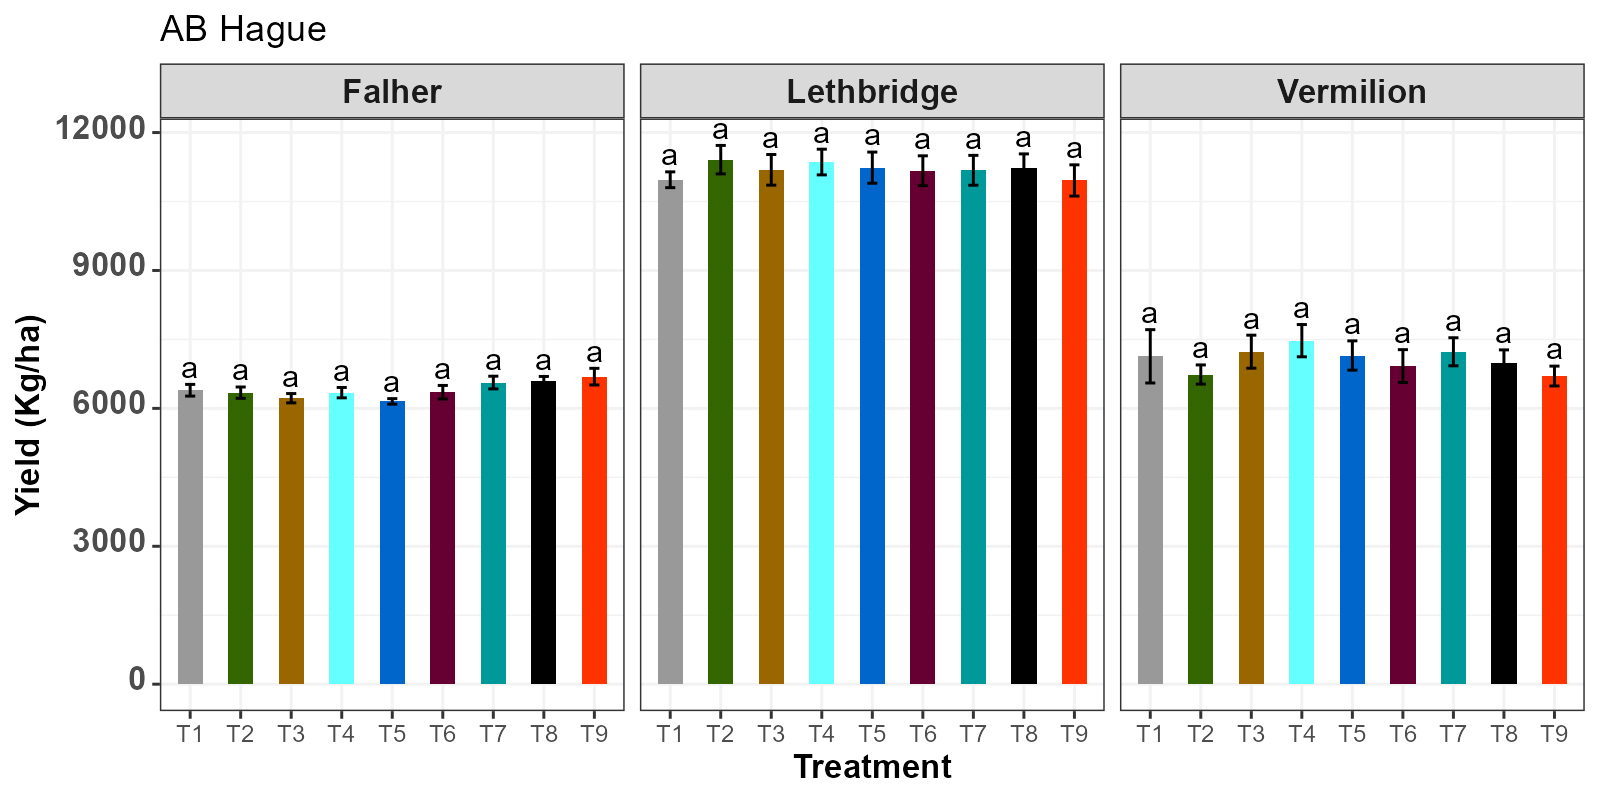 AB Hague
Falher
Lethbridge
Vermilion
Yield (Kg/ha)
12000
9000
6000
3000
0
a a a a a a a a a
a a a a a a a a a
a a a a a a a a a
T1 T2 T3 T4 T5 T6 T7 T8 T9
T1 T2 T3 T4 T5 T6 T7 T8 T9
T1 T2 T3 T4 T5 T6 T7 T8 T9
Treatment